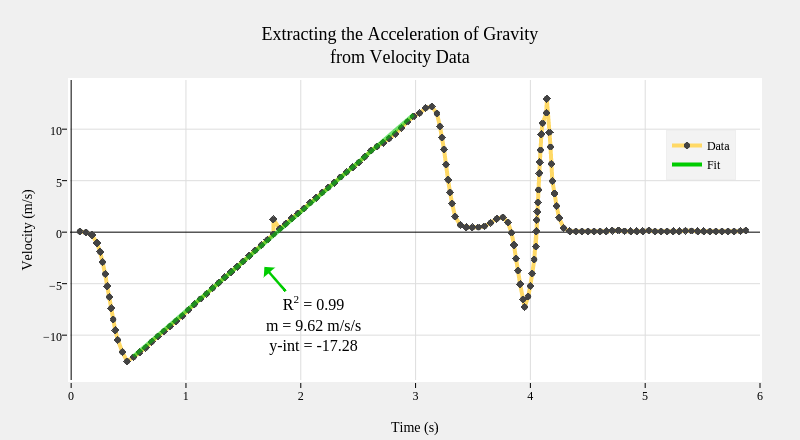 Extracting the Acceleration of Gravity
from Velocity Data
Velocity (m/s)
10
5
0
−5
−10
Data
Fit
R² = 0.99
m = 9.62 m/s/s
y-int = -17.28
0 1 2 3 4 5 6
Time (s)